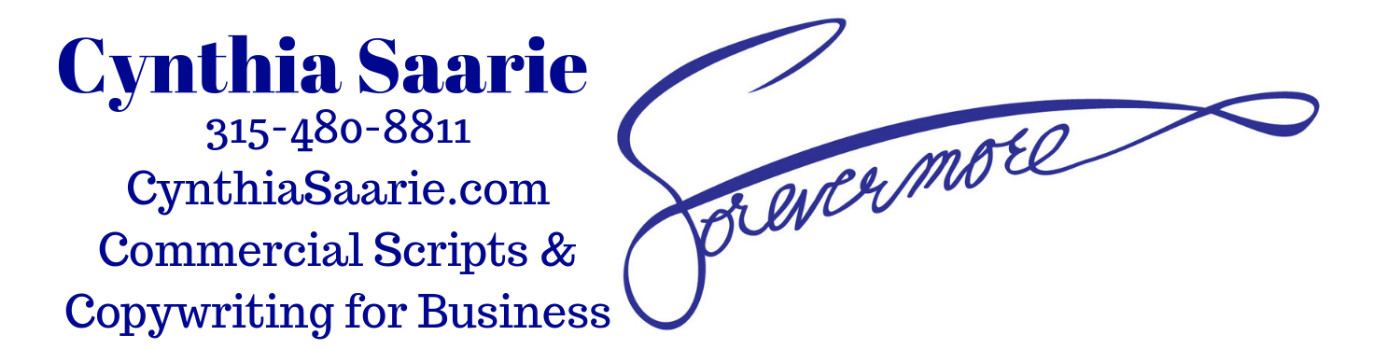 Cynthia Saarie
315-480-8811
CynthiaSaarie.com
Commercial Scripts &
Copywriting for Business
Forevermore